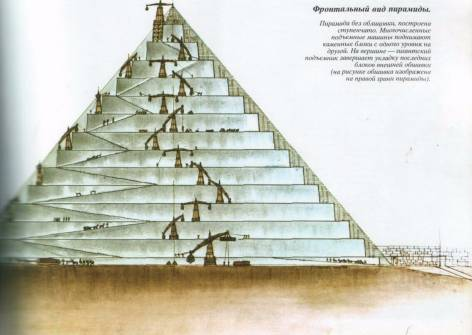 Фронтальный вид пирамиды.
Пирамида без облицовки, построена
ступенчато. Многочисленные
подъемные машины поднимают
каменные блоки с одного уровня на
другой. На вершине — гигантский
подъемник завершает укладку последних
блоков внешней обшивки
(на рисунке обшивка изображена
на правой грани пирамиды).